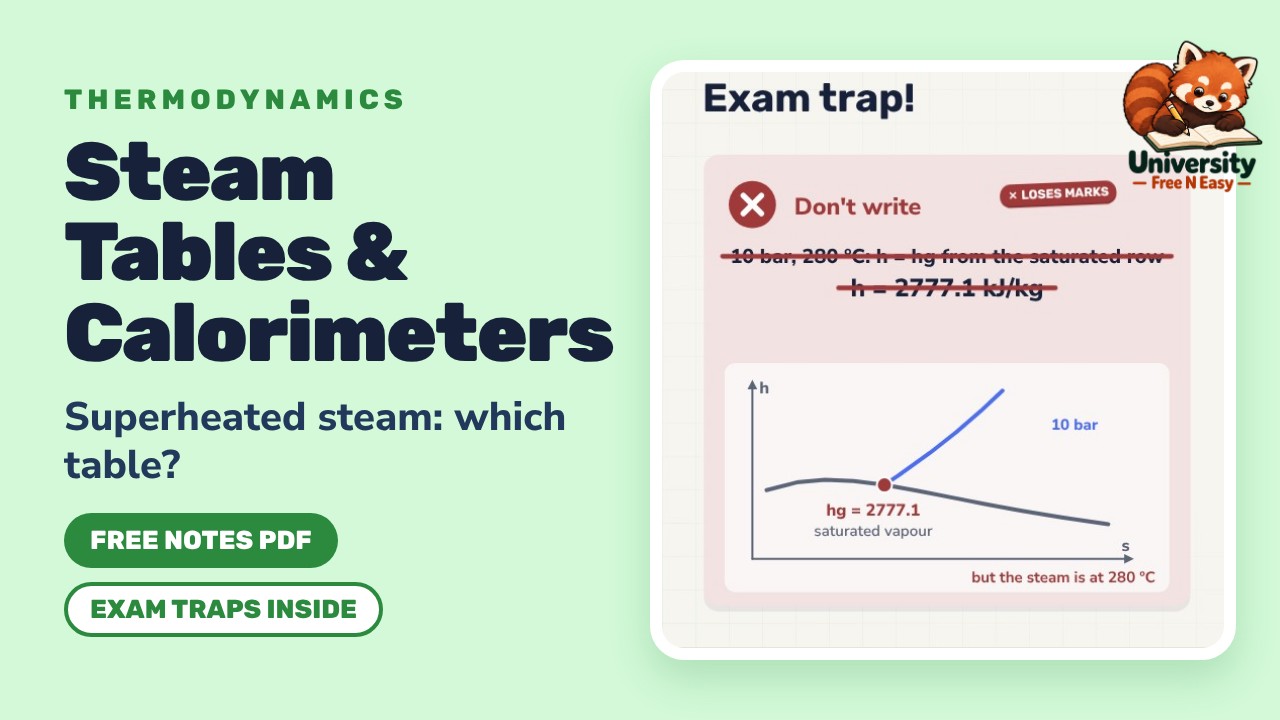 THERMODYNAMICS
Steam
Tables &
Calorimeters
Superheated steam: which
table?
FREE NOTES PDF
EXAM TRAPS INSIDE
Exam trap!
University
Free N Easy
Don't write
× LOSES MARKS
10 bar, 280 °C: h = hg from the saturated row
h = 2777.1 kJ/kg
h
10 bar
hg = 2777.1
saturated vapour
s
but the steam is at 280 °C